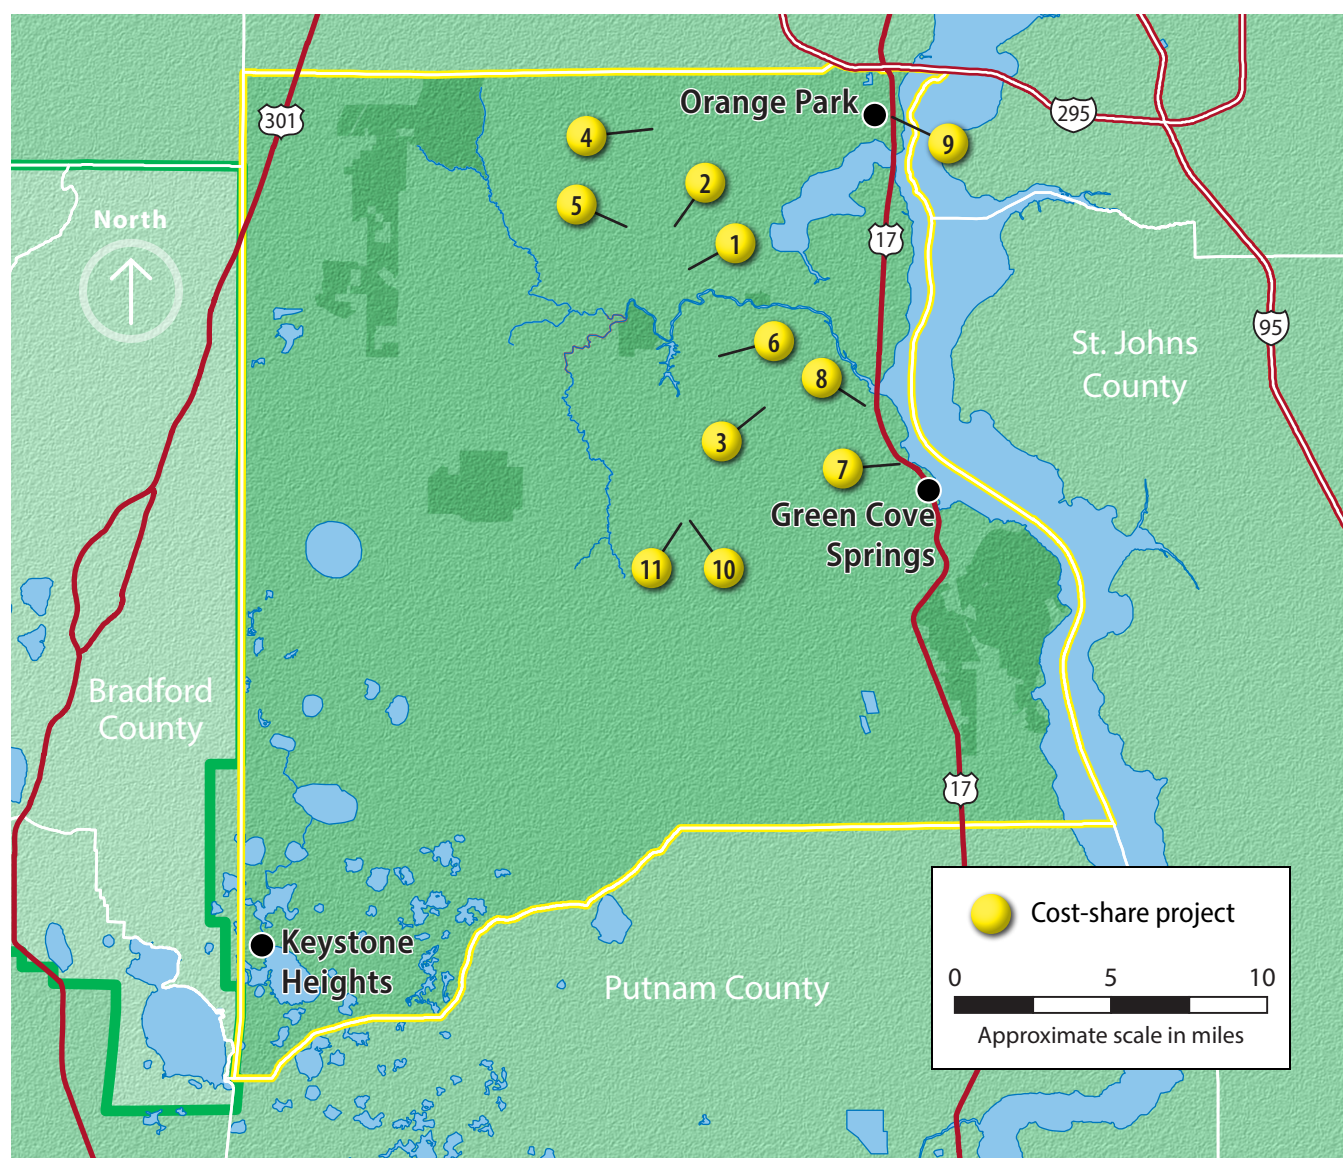 Orange Park
301
295
4
9
2
5
North
1
17
95
6
St. Johns
County
8
3
7
Green Cove
Springs
11
10
Bradford
County
17
Cost-share project
Keystone
Heights
0
5
10
Putnam County
Approximate scale in miles